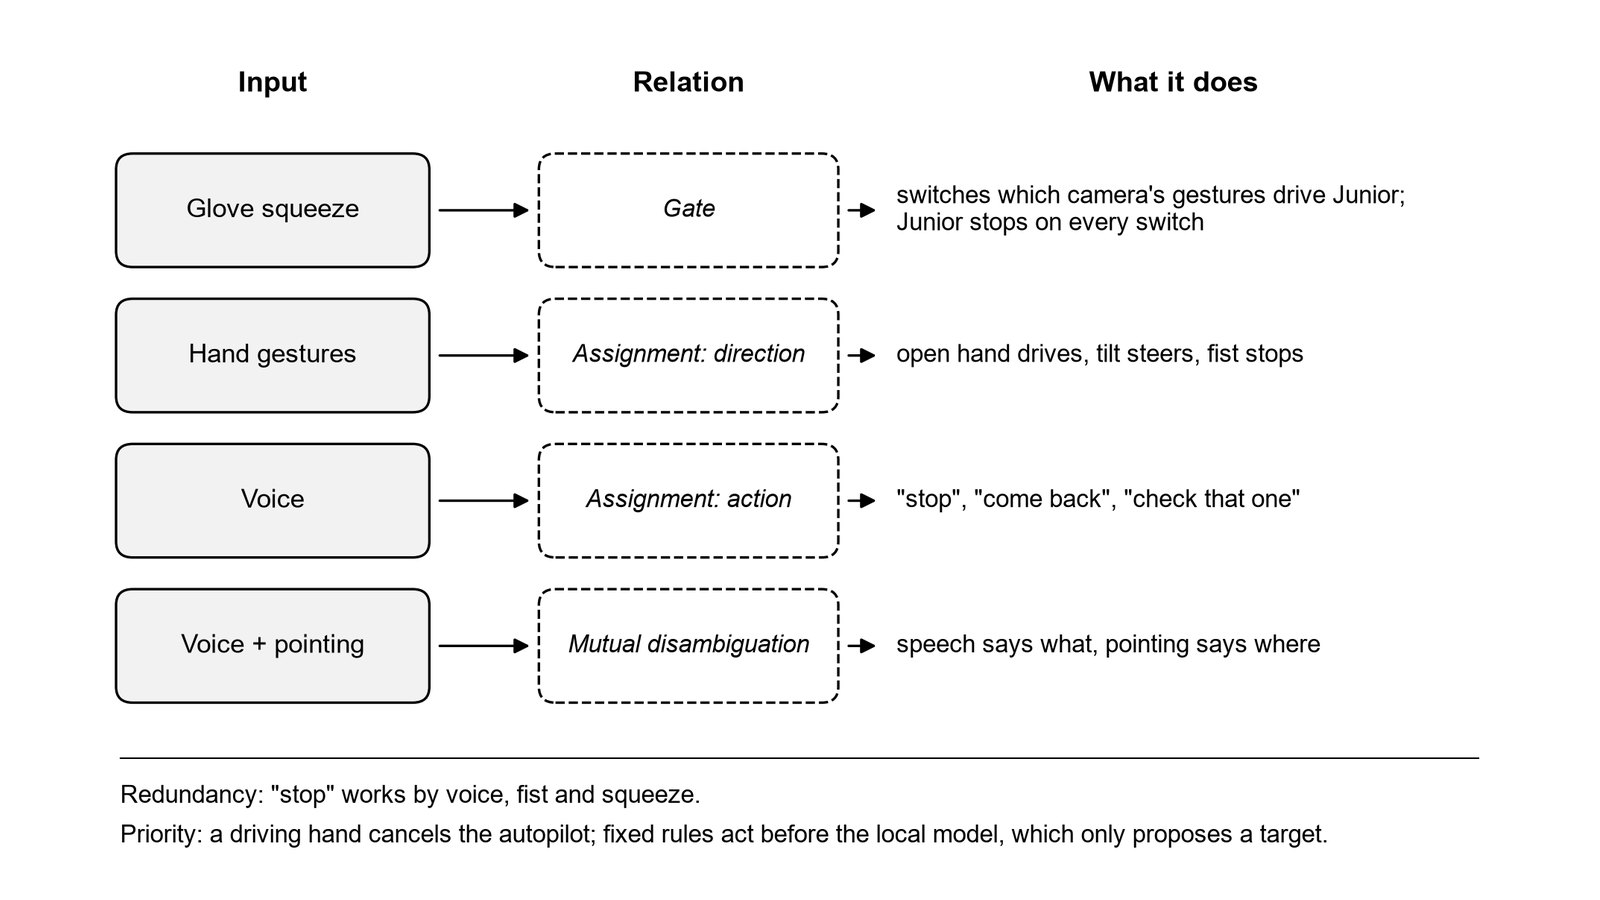 Input
Relation
What it does
Glove squeeze
Gate
switches which camera's gestures drive Junior;
Junior stops on every switch
Hand gestures
Assignment: direction
open hand drives, tilt steers, fist stops
Voice
Assignment: action
"stop", "come back", "check that one"
Voice + pointing
Mutual disambiguation
speech says what, pointing says where
Redundancy: "stop" works by voice, fist and squeeze.
Priority: a driving hand cancels the autopilot; fixed rules act before the local model, which only proposes a target.